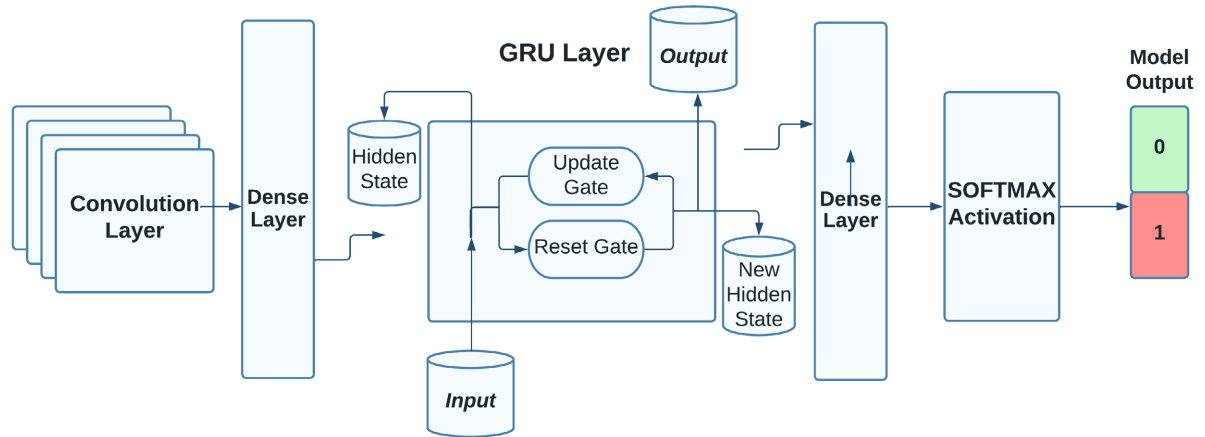 Convolution
Layer
Dense
Layer
Hidden
State
GRU Layer
Output
Update
Gate
Reset Gate
New
Hidden
State
Input
Dense
Layer
SOFTMAX
Activation
Model
Output
0
1